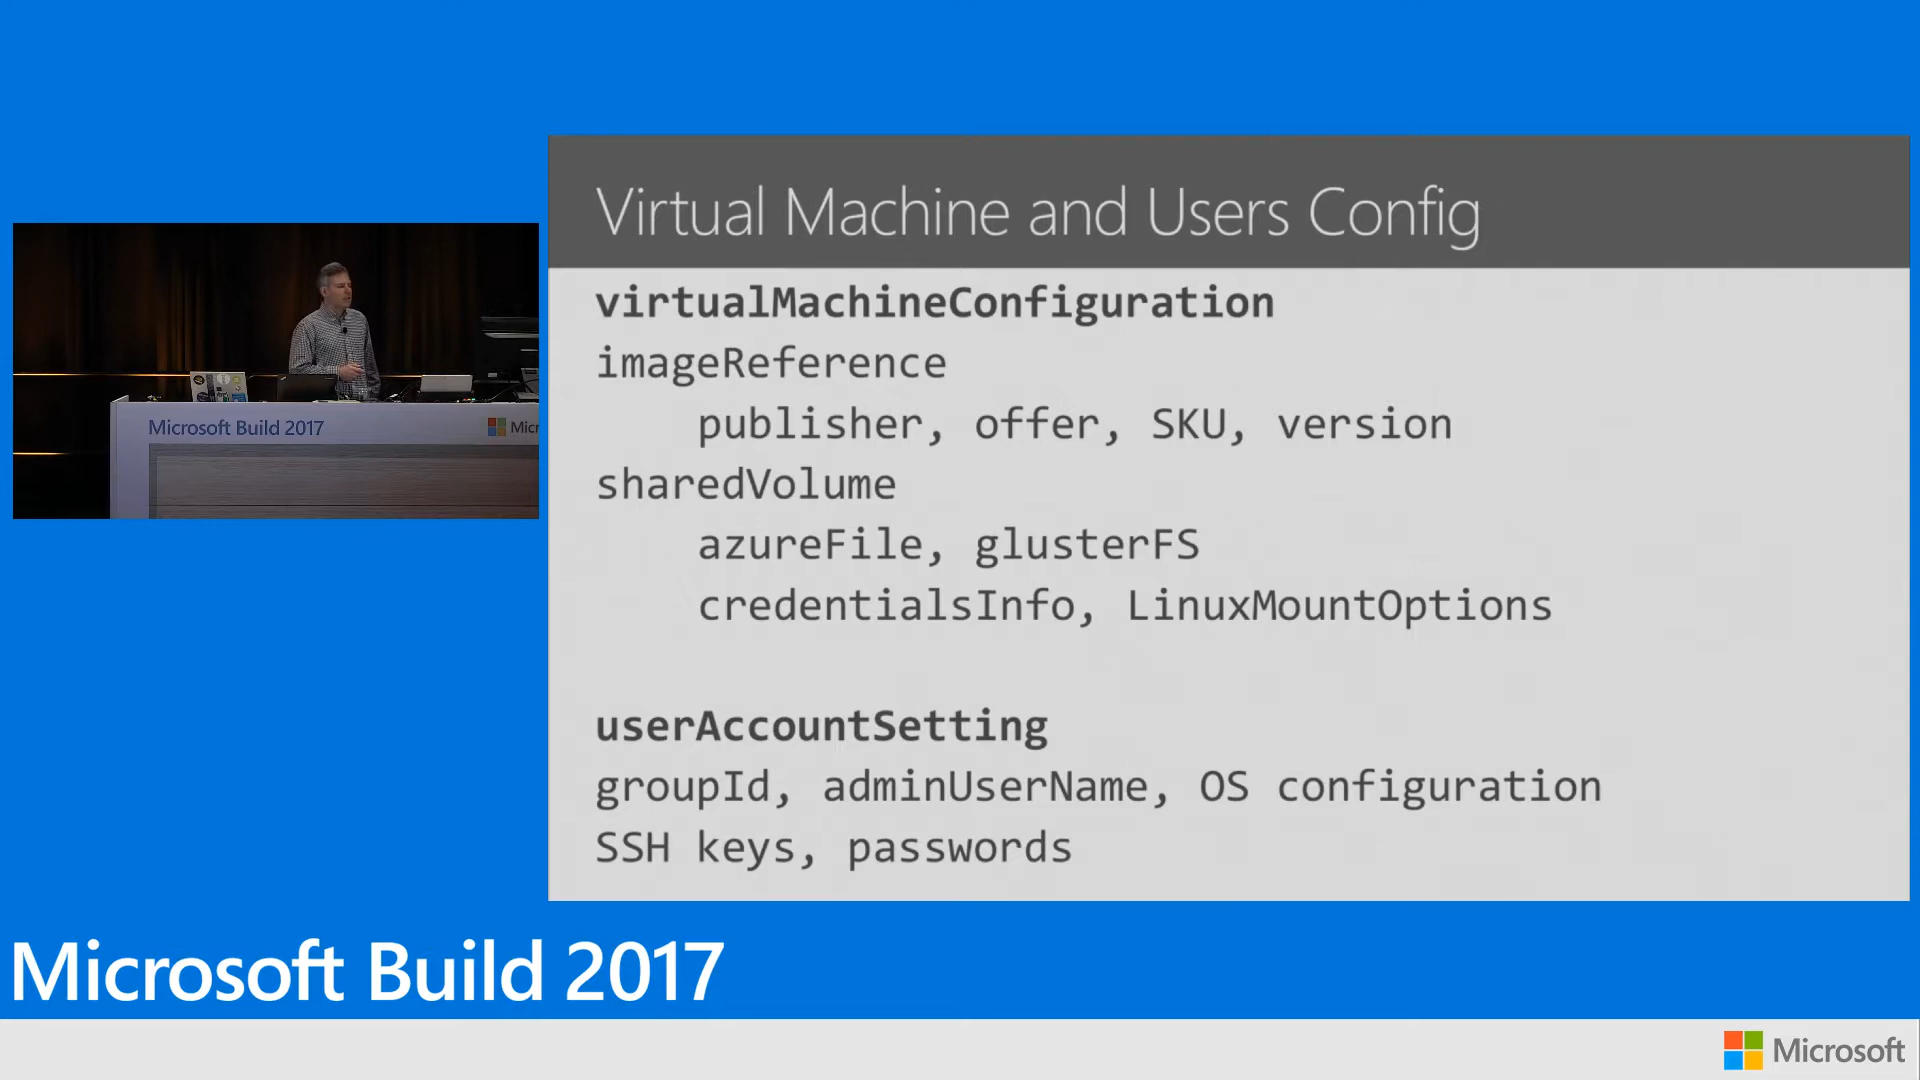 Virtual Machine and Users Config
virtualMachineConfiguration
imageReference
publisher, offer, SKU, version
sharedVolume
azureFile, glusterFS
credentialsInfo, LinuxMountOptions
userAccountSetting
groupId, adminUserName, OS configuration
SSH keys, passwords
Microsoft Build 2017
Micr
Microsoft Build 2017
Microsoft